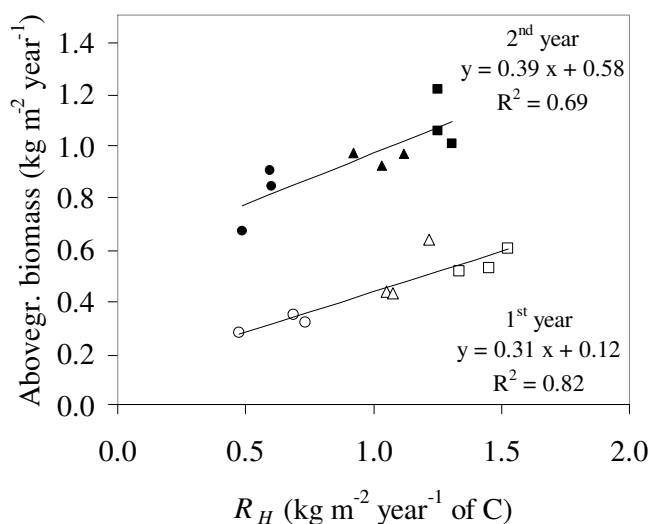 Abovegr. biomass (kg m⁻² year⁻¹)
1.4
1.2
1.0
0.8
0.6
0.4
0.2
0.0
2ⁿᵈ year
y = 0.39 x + 0.58
R² = 0.69
1ˢᵗ year
y = 0.31 x + 0.12
R² = 0.82
0.0 0.5 1.0 1.5 2.0
R_H (kg m⁻² year⁻¹ of C)